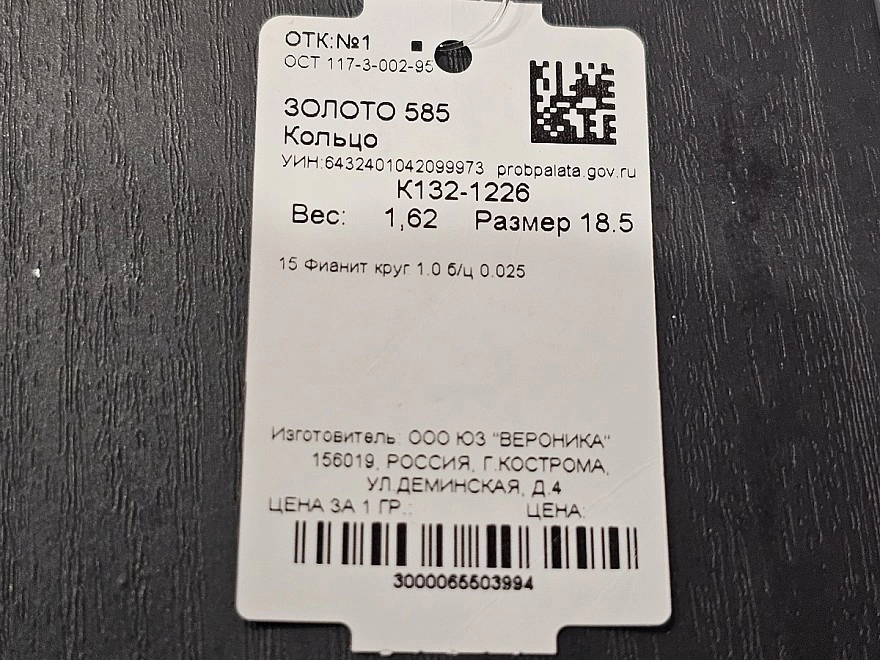 ОТК:№1
ОСТ 117-3-002-95
ЗОЛОТО 585
Кольцо
УИН:6432401042099973 probpalata.gov.ru
К132-1226
Вес: 1,62 Размер 18.5
15 Фианит круг 1.0 б/ц 0.025
Изготовитель: ООО ЮЗ "ВЕРОНИКА"
156019, РОССИЯ, Г.КОСТРОМА,
УЛ.ДЕМИНСКАЯ, Д.4
ЦЕНА ЗА 1 ГР.: ЦЕНА:
3000065503994